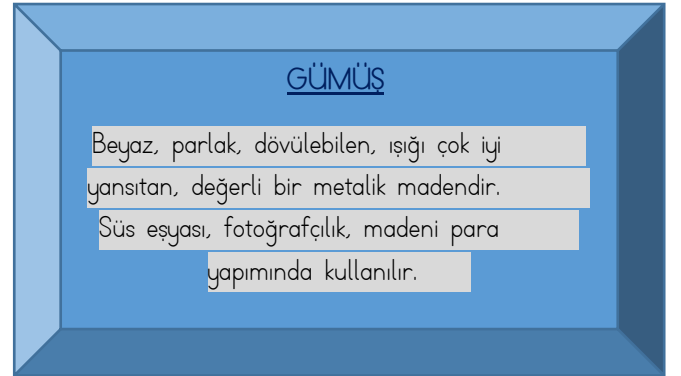 GÜMÜŞ
Beyaz, parlak, dövülebilen, ışığı çok iyi
yansıtan, değerli bir metalik madendir.
Süs eşyası, fotoğrafçılık, madeni para
yapımında kullanılır.